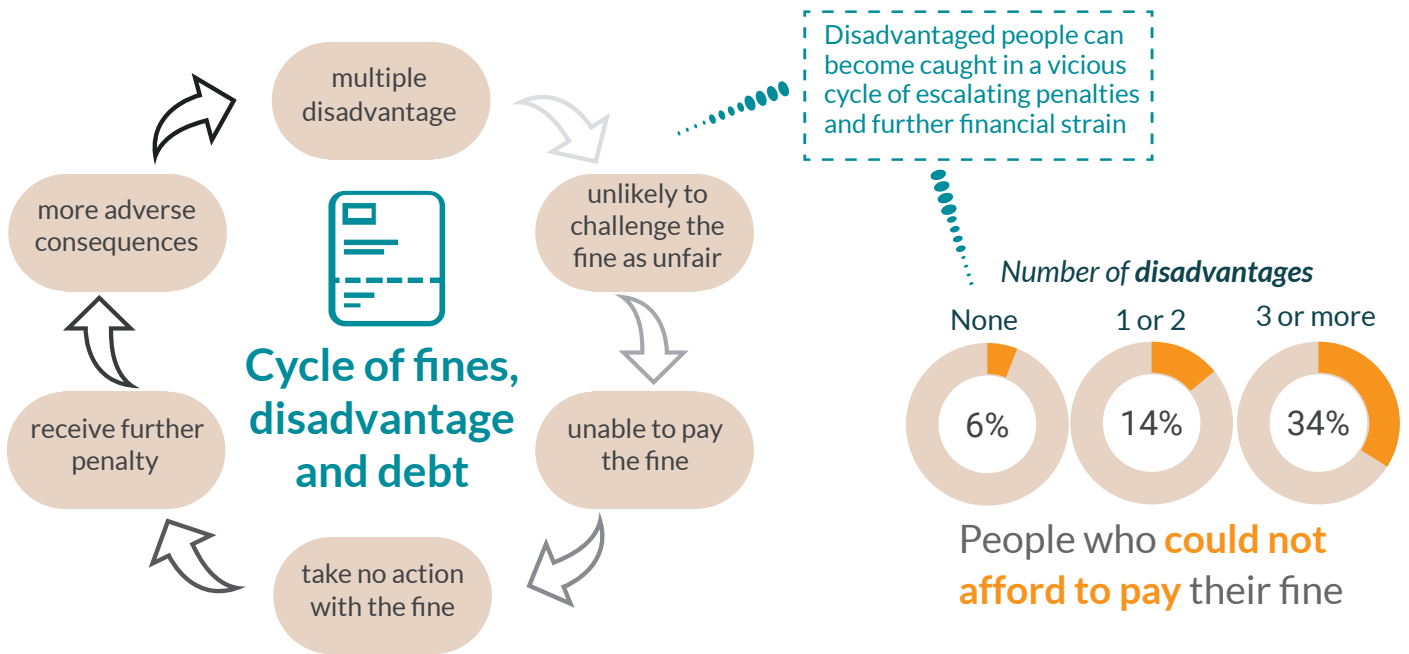 multiple
disadvantage
unlikely to
challenge the
fine as unfair
unable to pay
the fine
take no action
with the fine
receive further
penalty
more adverse
consequences
Cycle of fines,
disadvantage
and debt
Disadvantaged people can
become caught in a vicious
cycle of escalating penalties
and further financial strain
Number of disadvantages
None
1 or 2
3 or more
6%
14%
34%
People who could not
afford to pay their fine